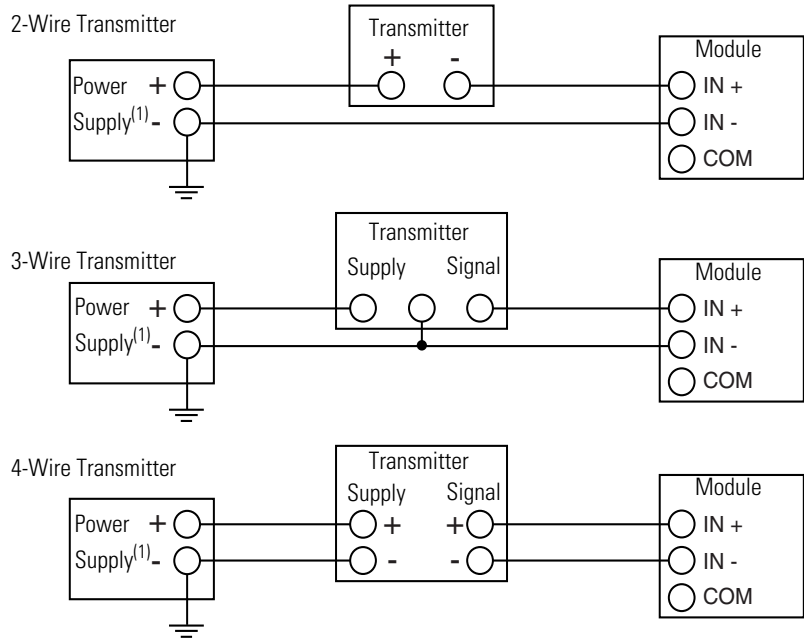 2-Wire Transmitter
Transmitter
+ -
Module
Power +
Supply(1) -
IN +
IN -
COM
3-Wire Transmitter
Transmitter
Supply Signal
Module
Power +
Supply(1) -
IN +
IN -
COM
4-Wire Transmitter
Transmitter
Supply Signal
Module
Power +
Supply(1) -
+ +
- -
IN +
IN -
COM